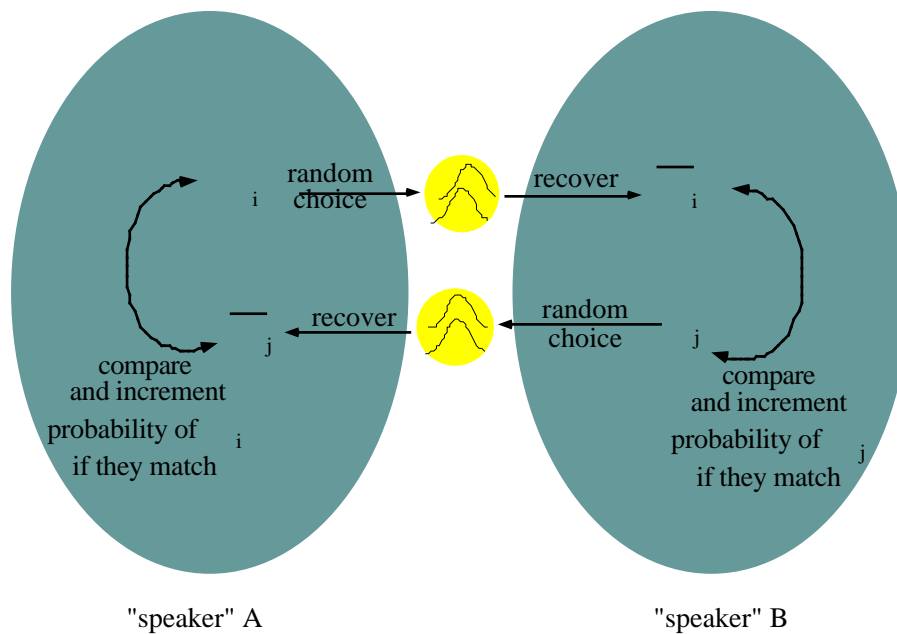 random
choice
i
recover
i
recover
j
random
choice
j
compare
and increment
probability of i
if they match
compare
and increment
probability of j
if they match
"speaker" A
"speaker" B